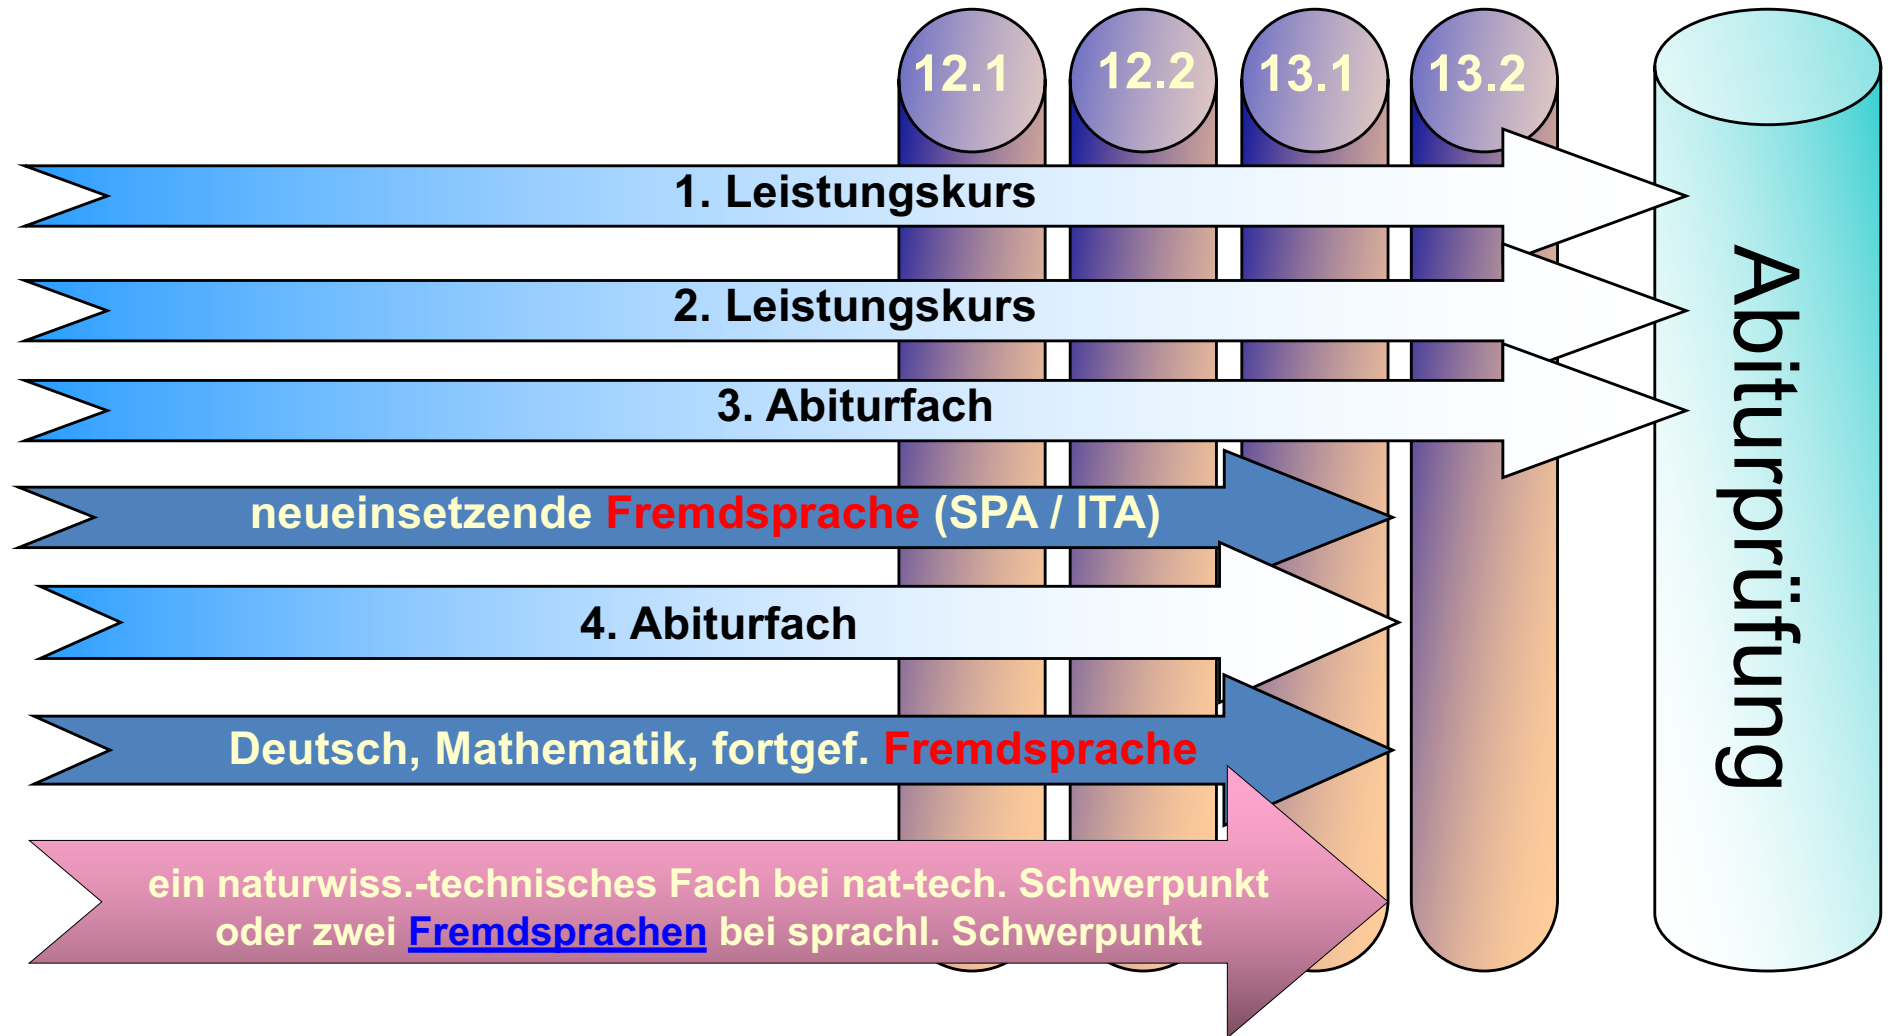 12.1
12.2
13.1
13.2
1. Leistungskurs
2. Leistungskurs
3. Abiturfach
neueinsetzende Fremdsprache (SPA / ITA)
4. Abiturfach
Deutsch, Mathematik, fortgef. Fremdsprache
ein naturwiss.-technisches Fach bei nat-tech. Schwerpunkt
oder zwei Fremdsprachen bei sprachl. Schwerpunkt
Abiturprüfung